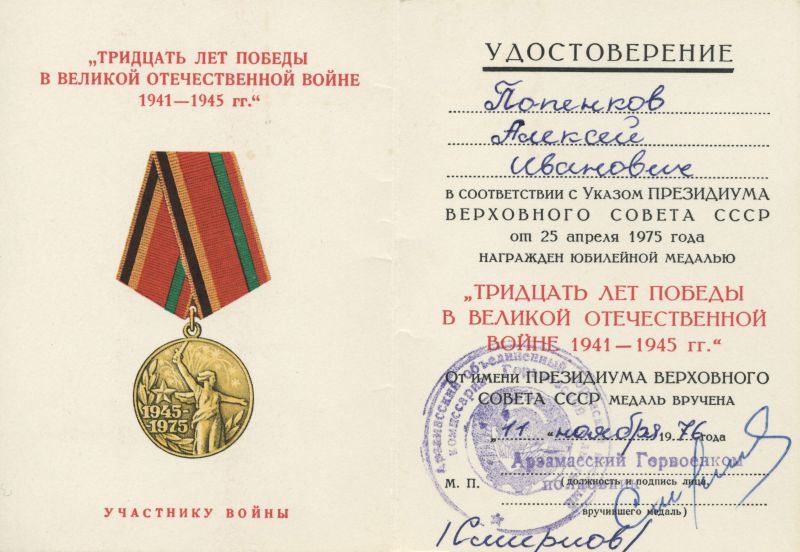 „ТРИДЦАТЬ ЛЕТ ПОБЕДЫ
В ВЕЛИКОЙ ОТЕЧЕСТВЕННОЙ ВОЙНЕ
1941—1945 гг.“
1945-
-1975
УЧАСТНИКУ ВОЙНЫ
УДОСТОВЕРЕНИЕ
Попенков
Алексей
Иванович
В СООТВЕТСТВИИ С УКАЗОМ ПРЕЗИДИУМА
ВЕРХОВНОГО СОВЕТА СССР
от 25 апреля 1975 года
НАГРАЖДЕН ЮБИЛЕЙНОЙ МЕДАЛЬЮ
„ТРИДЦАТЬ ЛЕТ ПОБЕДЫ
В ВЕЛИКОЙ ОТЕЧЕСТВЕННОЙ
ВОЙНЕ 1941—1945 гг.“
ОТ ИМЕНИ ПРЕЗИДИУМА ВЕРХОВНОГО
СОВЕТА СССР МЕДАЛЬ ВРУЧЕНА
„11“ ноября 1976 года
Арзамасский Горвоенком
М. П. (должность и подпись лица,
полковник
вручившего медаль)
/Смирнов/